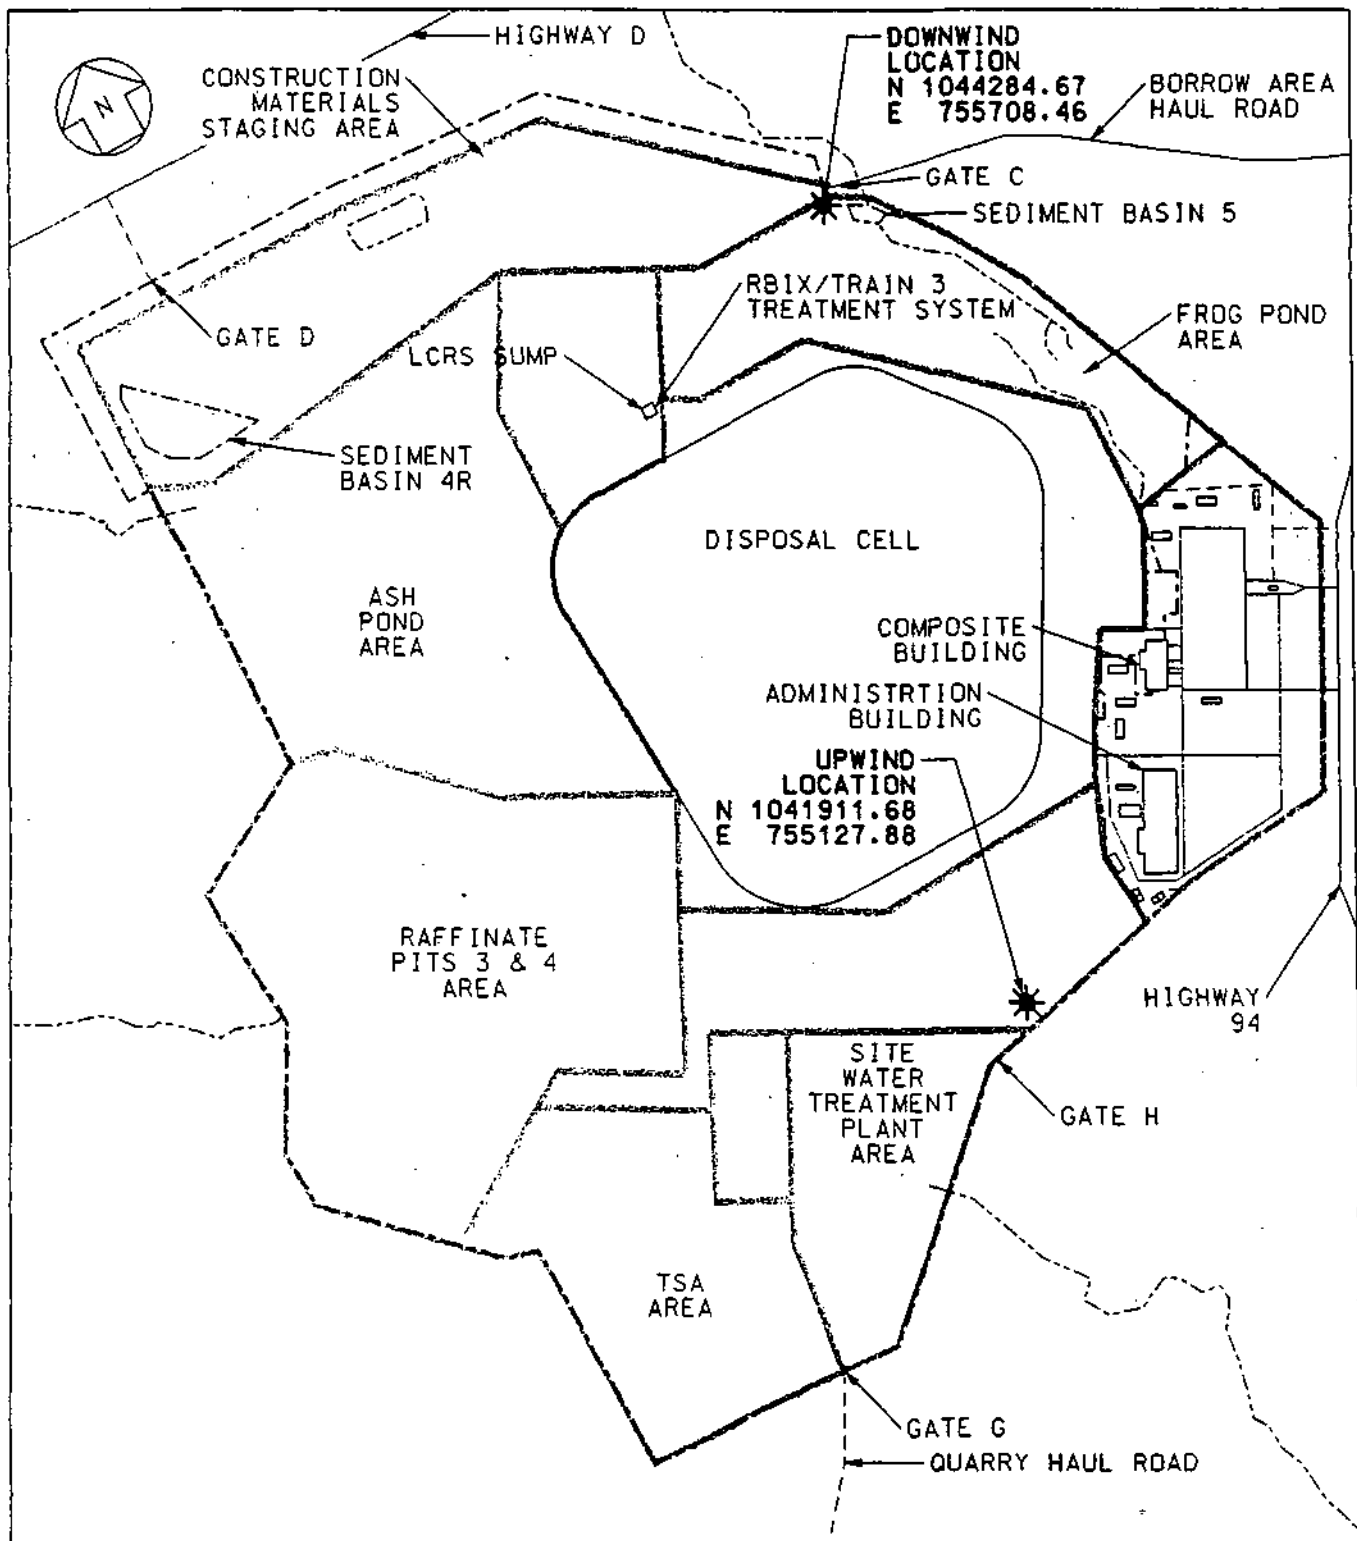 HIGHWAY D
DOWNWIND
LOCATION
N 1044284.67
E 755708.46
BORROW AREA
HAUL ROAD
CONSTRUCTION
MATERIALS
STAGING AREA
N
GATE C
SEDIMENT BASIN 5
RBIX/TRAIN 3
TREATMENT SYSTEM
FROG POND
AREA
GATE D
LCRS SUMP
SEDIMENT
BASIN 4R
DISPOSAL CELL
ASH
POND
AREA
COMPOSITE
BUILDING
ADMINISTRTION
BUILDING
UPWIND
LOCATION
N 1041911.68
E 755127.88
RAFFINATE
PITS 3 & 4
AREA
HIGHWAY
94
SITE
WATER
TREATMENT
PLANT
AREA
GATE H
TSA
AREA
GATE G
QUARRY HAUL ROAD